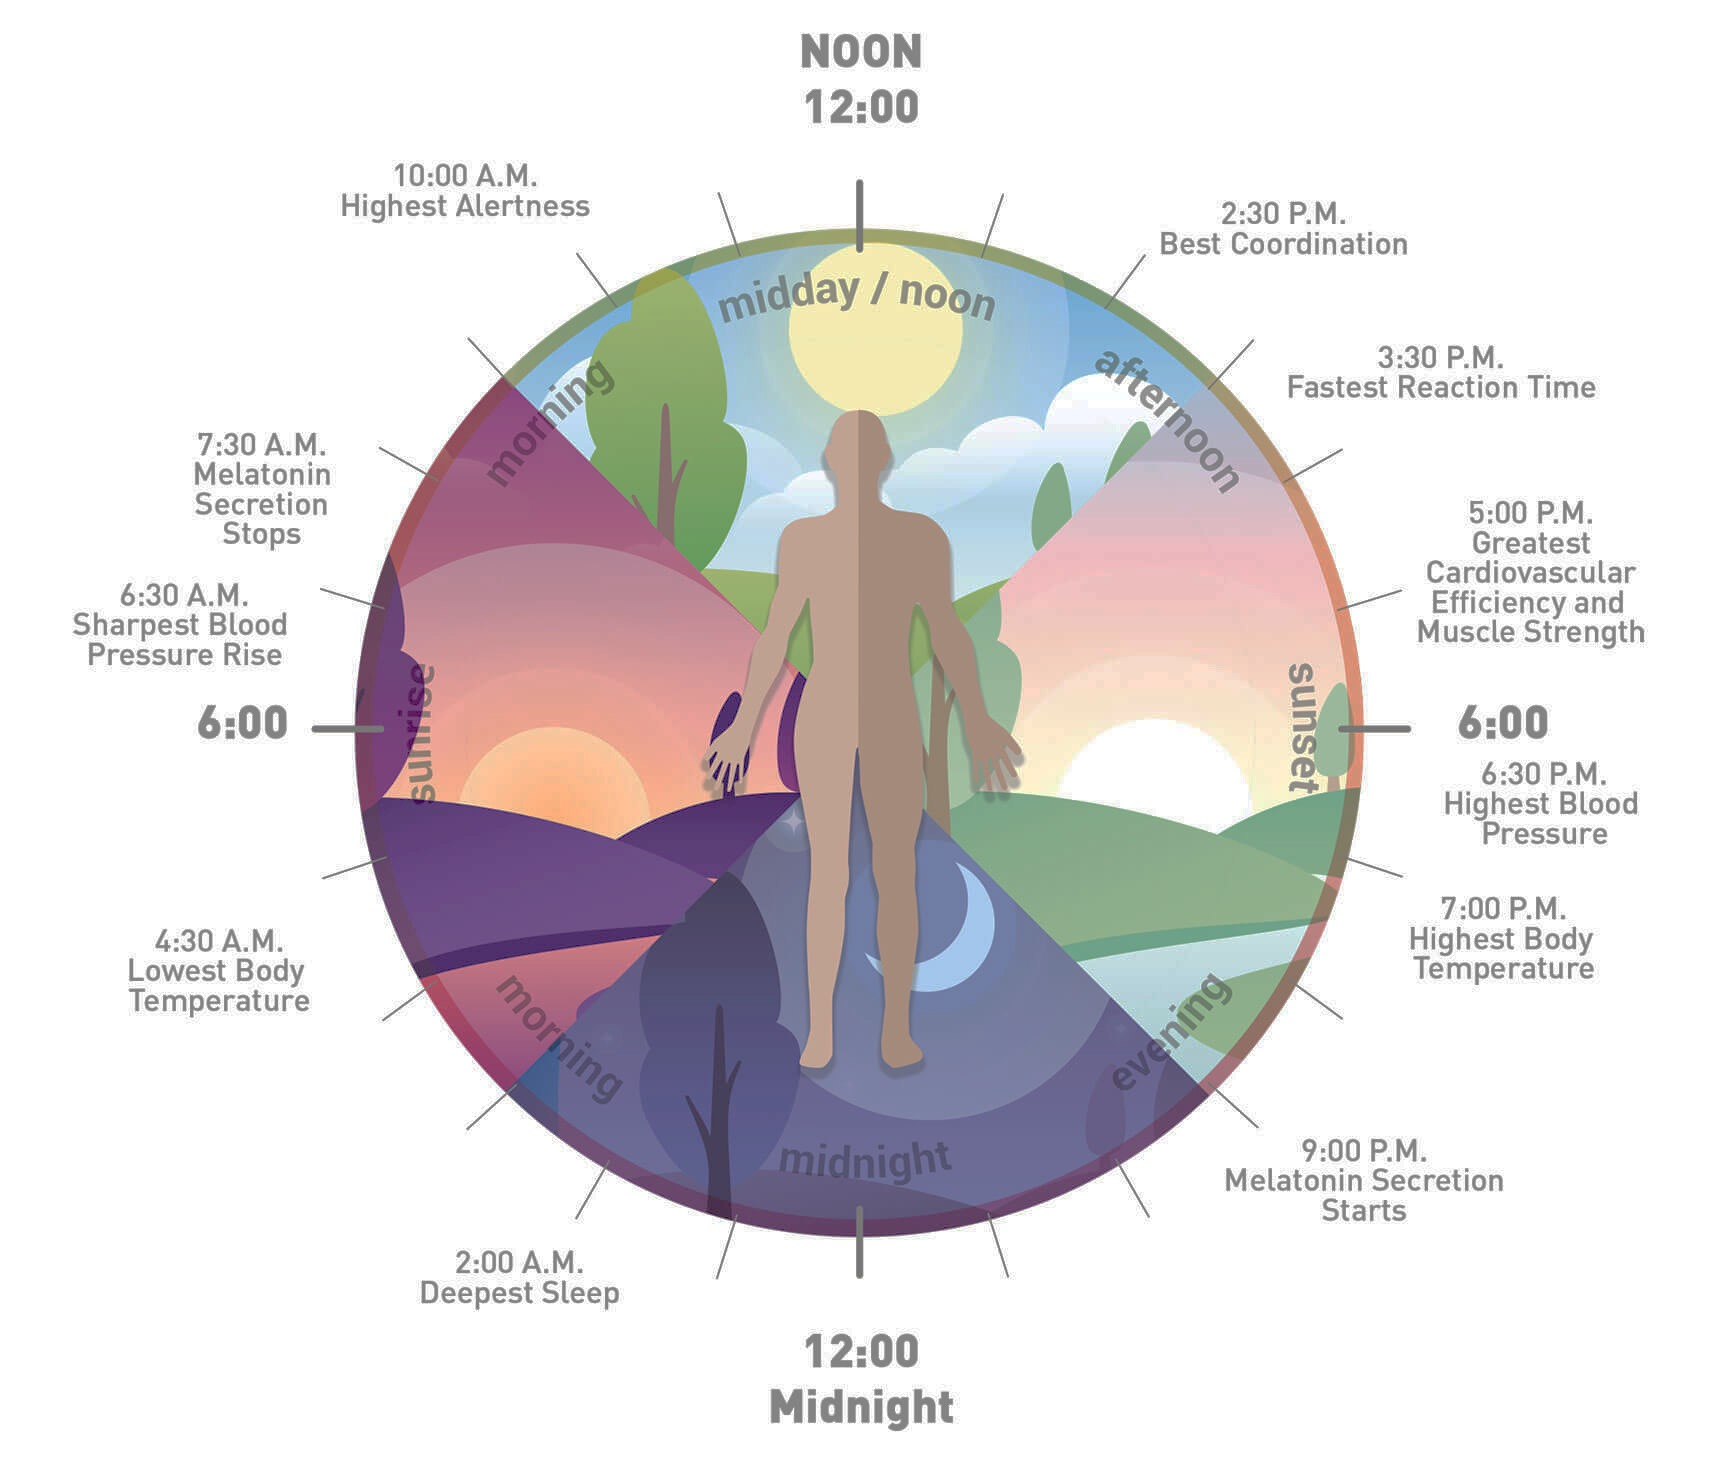 NOON
12:00
10:00 A.M.
Highest Alertness
2:30 P.M.
Best Coordination
midday / noon
morning
afternoon
3:30 P.M.
Fastest Reaction Time
7:30 A.M.
Melatonin
Secretion
Stops
5:00 P.M.
Greatest
Cardiovascular
Efficiency and
Muscle Strength
6:30 A.M.
Sharpest Blood
Pressure Rise
6:00
sunrise
sunset
6:00
6:30 P.M.
Highest Blood
Pressure
7:00 P.M.
Highest Body
Temperature
4:30 A.M.
Lowest Body
Temperature
morning
evening
midnight
9:00 P.M.
Melatonin Secretion
Starts
2:00 A.M.
Deepest Sleep
12:00
Midnight